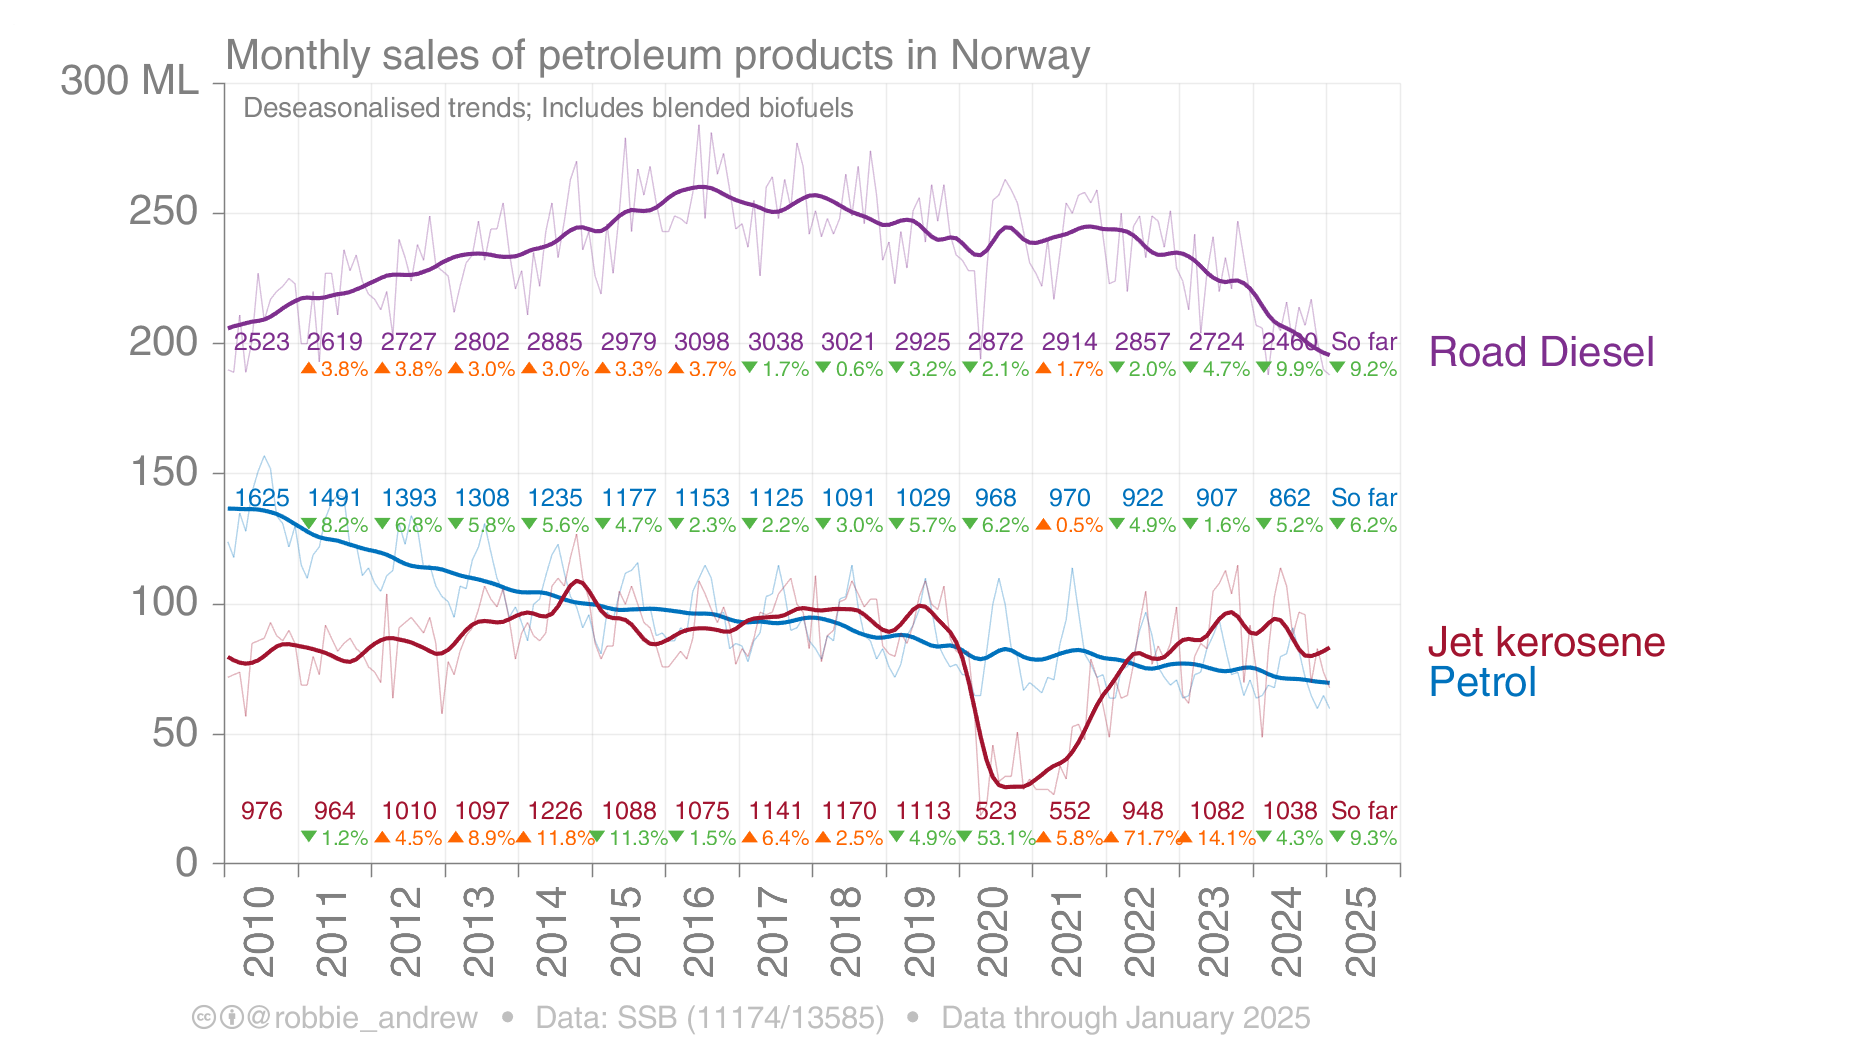 Monthly sales of petroleum products in Norway
300 ML
Deseasonalised trends; Includes blended biofuels
250
200
2523 2619 2727 2802 2885 2979 3098 3038 3021 2925 2872 2914 2857 2724 2460 So far
▲3.8% ▲3.8% ▲3.0% ▲3.0% ▲3.3% ▲3.7% ▼1.7% ▼0.6% ▼3.2% ▼2.1% ▲1.7% ▼2.0% ▼4.7% ▼9.9% ▼9.2%
Road Diesel
150
1625 1491 1393 1308 1235 1177 1153 1125 1091 1029 968 970 922 907 862 So far
▼8.2% ▼6.8% ▼5.8% ▼5.6% ▼4.7% ▼2.3% ▼2.2% ▼3.0% ▼5.7% ▼6.2% ▲0.5% ▼4.9% ▼1.6% ▼5.2% ▼6.2%
100
Jet kerosene
Petrol
50
976 964 1010 1097 1226 1088 1075 1141 1170 1113 523 552 948 1082 1038 So far
▼1.2% ▲4.5% ▲8.9% ▲11.8% ▼11.3% ▼1.5% ▲6.4% ▲2.5% ▼4.9% ▼53.1% ▲5.8% ▲71.7% ▲14.1% ▼4.3% ▼9.3%
0
2010 2011 2012 2013 2014 2015 2016 2017 2018 2019 2020 2021 2022 2023 2024 2025
@robbie_andrew • Data: SSB (11174/13585) • Data through January 2025